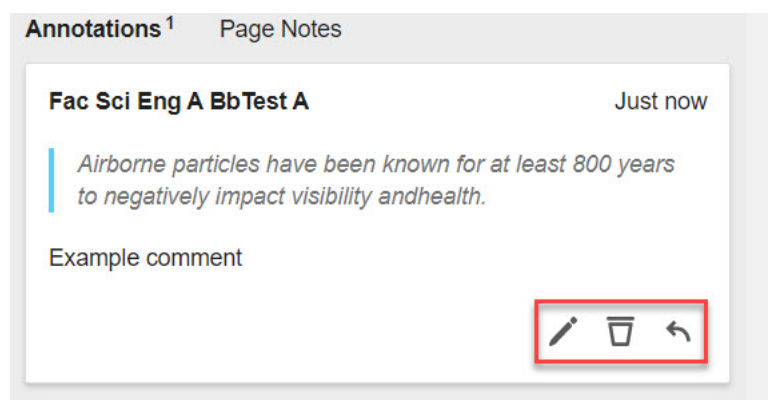 Annotations 1 Page Notes
Fac Sci Eng A BbTest A Just now
Airborne particles have been known for at least 800 years
to negatively impact visibility andhealth.
Example comment